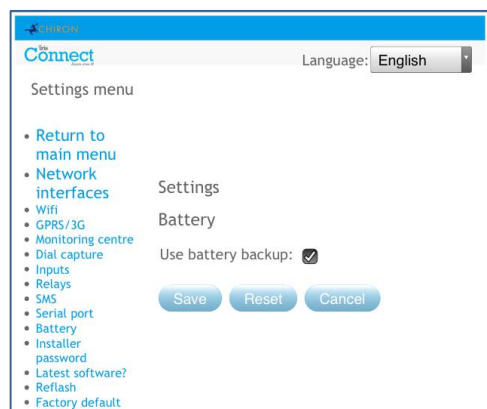 CHIRON
iris
Connect
Language: English
Settings menu
Return to
main menu
Network
interfaces
Wifi
GPRS/3G
Monitoring centre
Dial capture
Inputs
Relays
SMS
Serial port
Battery
Installer
password
Latest software?
Reflash
Factory default
Settings
Battery
Use battery backup:
Save Reset Cancel